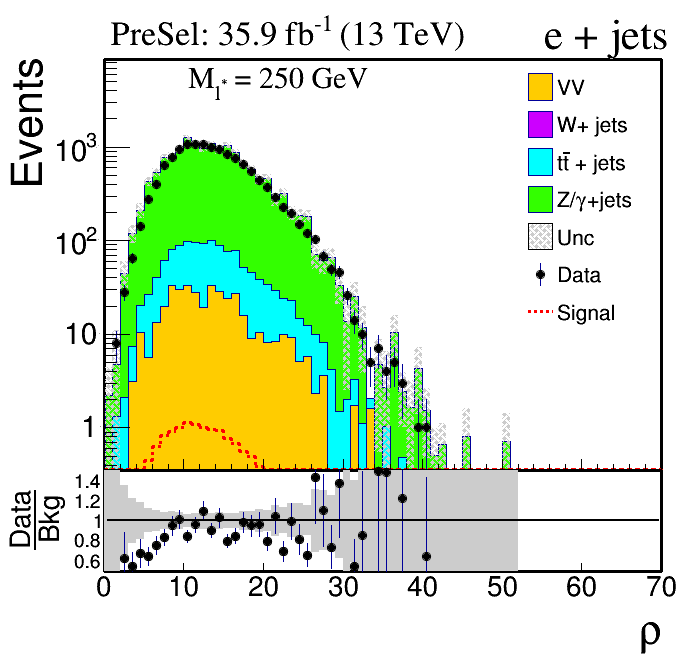 PreSel: 35.9 fb⁻¹ (13 TeV) e + jets
M_l* = 250 GeV
Events
10³
10²
10
1
VV
W+ jets
tt̄ + jets
Z/γ+jets
Unc
Data
Signal
Data
Bkg
1.4
1.2
1
0.8
0.6
0 10 20 30 40 50 60 70
ρ